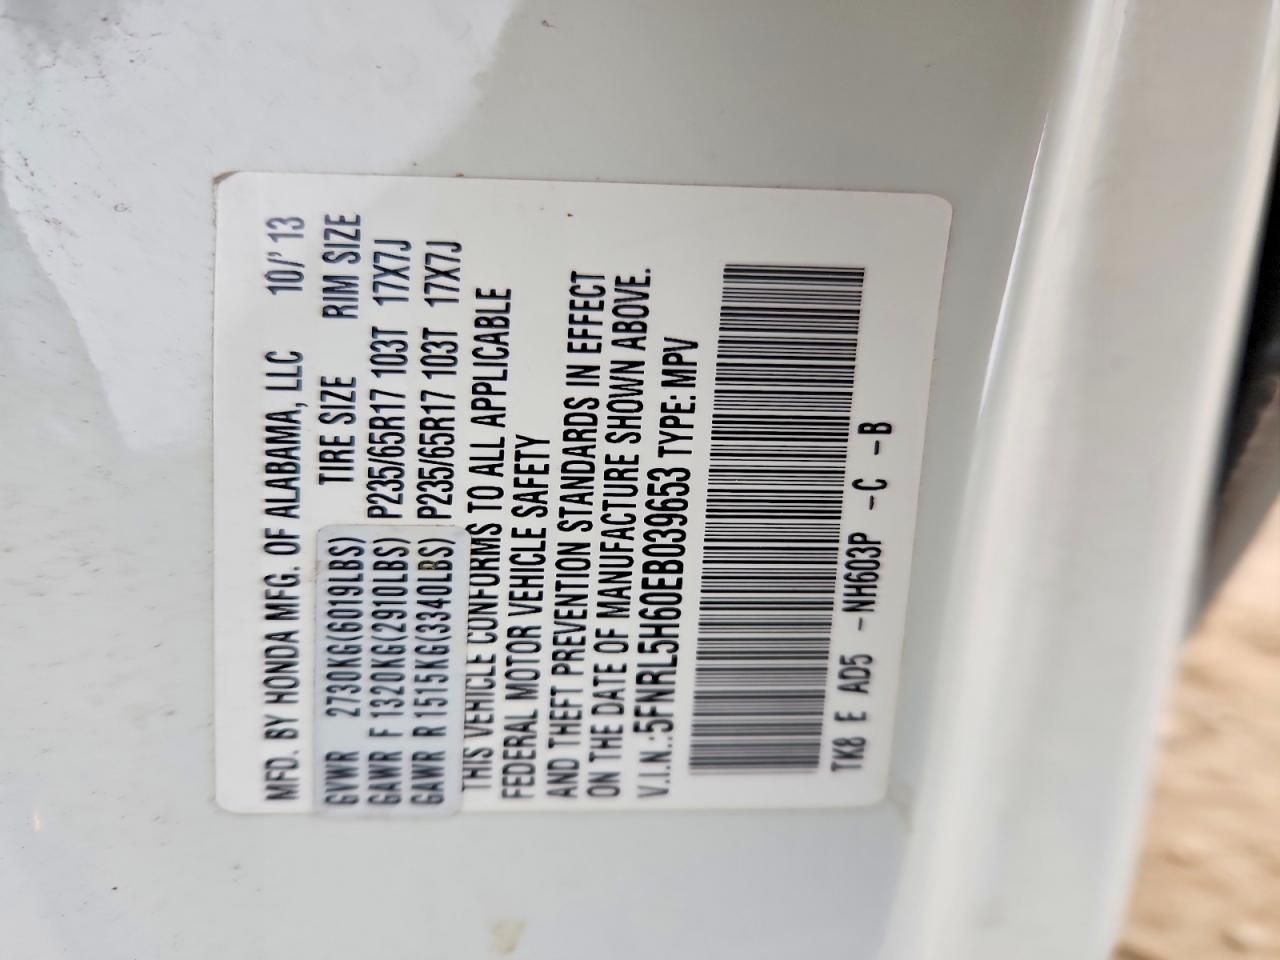 MFD. BY HONDA MFG. OF ALABAMA, LLC 10/'13
GVWR 2730KG(6019LBS) TIRE SIZE RIM SIZE
GAWR F 1320KG(2910LBS) P235/65R17 103T 17X7J
GAWR R 1515KG(3340LBS) P235/65R17 103T 17X7J
THIS VEHICLE CONFORMS TO ALL APPLICABLE
FEDERAL MOTOR VEHICLE SAFETY
AND THEFT PREVENTION STANDARDS IN EFFECT
ON THE DATE OF MANUFACTURE SHOWN ABOVE.
V.I.N.:5FNRL5H60EB039653 TYPE: MPV
TK8 E AD5 -NH603P -C -B